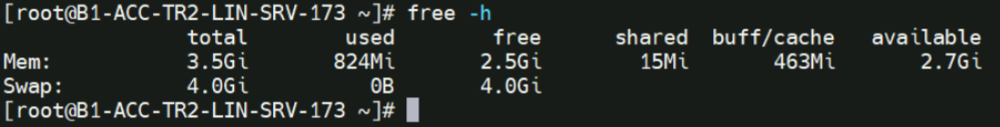 [root@B1-ACC-TR2-LIN-SRV-173 ~]# free -h
total used free shared buff/cache available
Mem: 3.5Gi 824Mi 2.5Gi 15Mi 463Mi 2.7Gi
Swap: 4.0Gi 0B 4.0Gi
[root@B1-ACC-TR2-LIN-SRV-173 ~]#